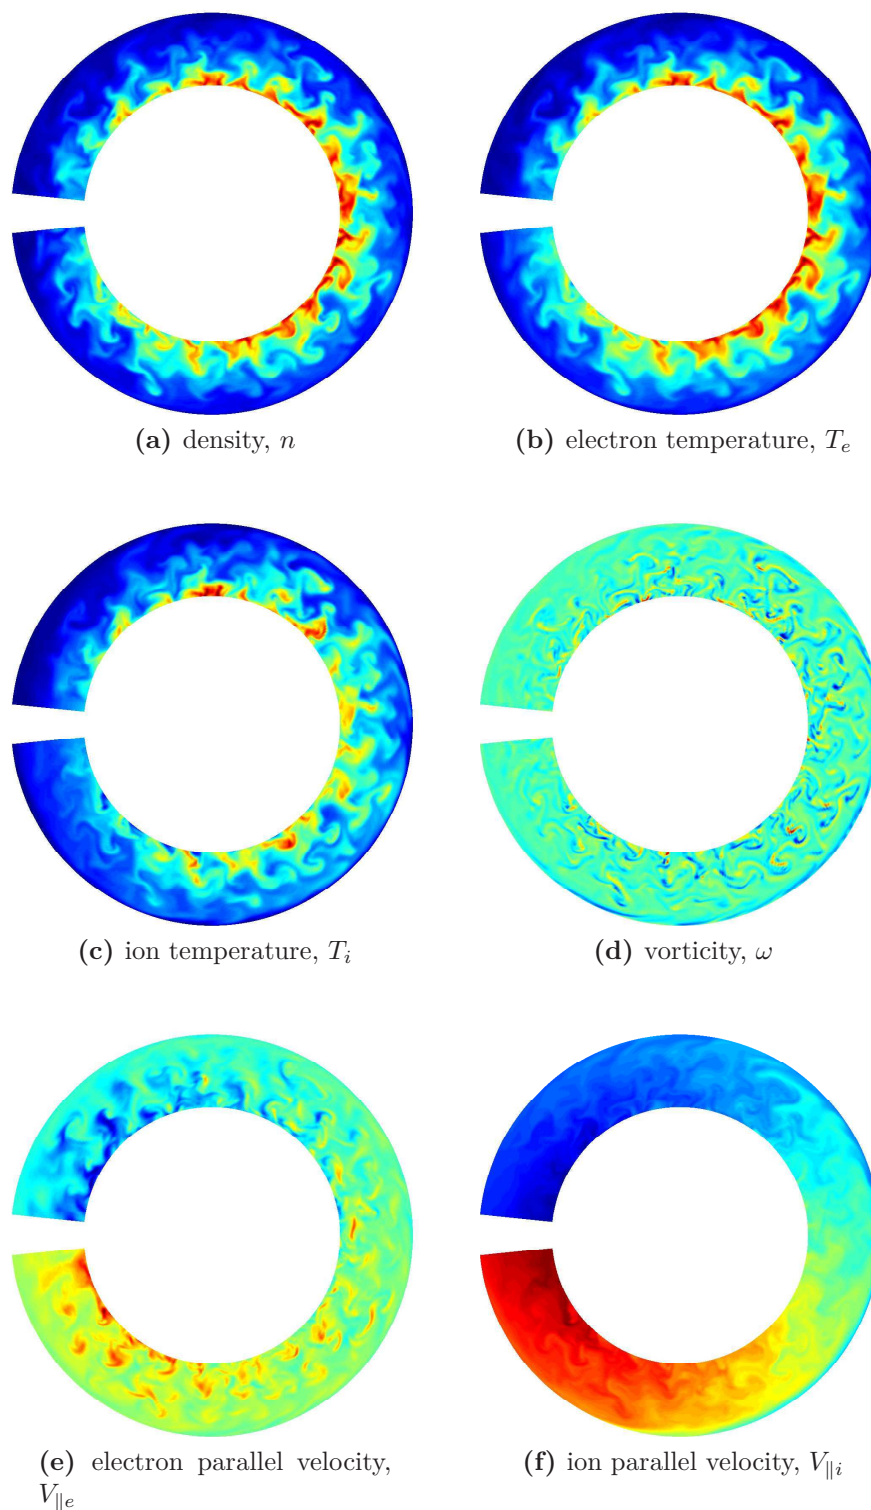 (a) density, n
(b) electron temperature, T_e
(c) ion temperature, T_i
(d) vorticity, ω
(e) electron parallel velocity,
V_{∥e}
(f) ion parallel velocity, V_{∥i}